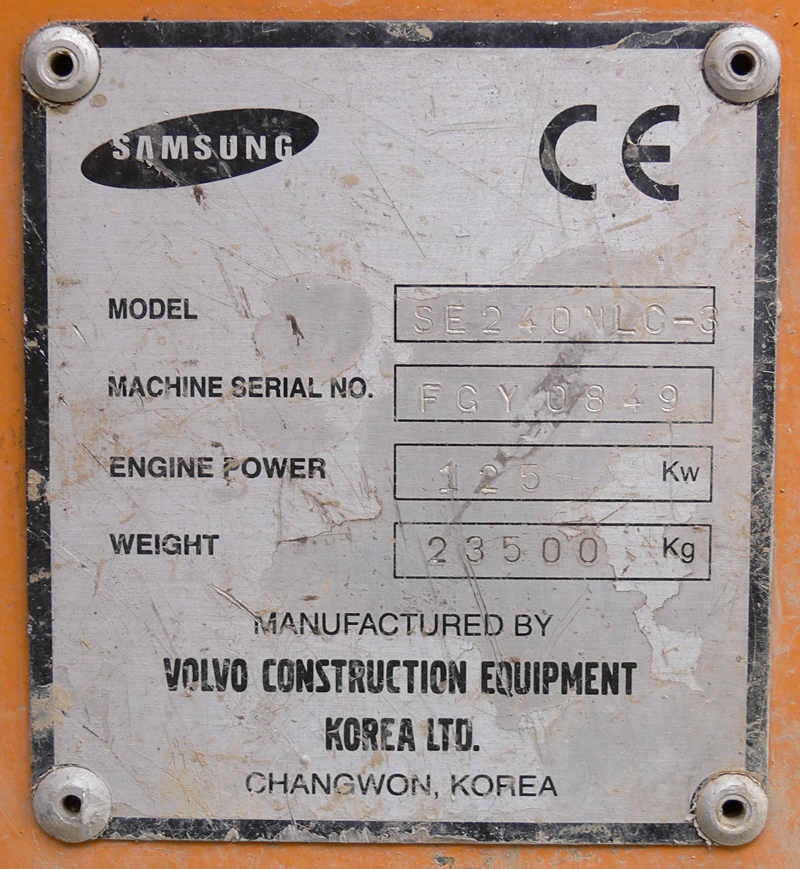 SAMSUNG CE
MODEL SE240NLC-3
MACHINE SERIAL NO. FGY0849
ENGINE POWER 125 Kw
WEIGHT 23500 Kg
MANUFACTURED BY
VOLVO CONSTRUCTION EQUIPMENT
KOREA LTD.
CHANGWON, KOREA